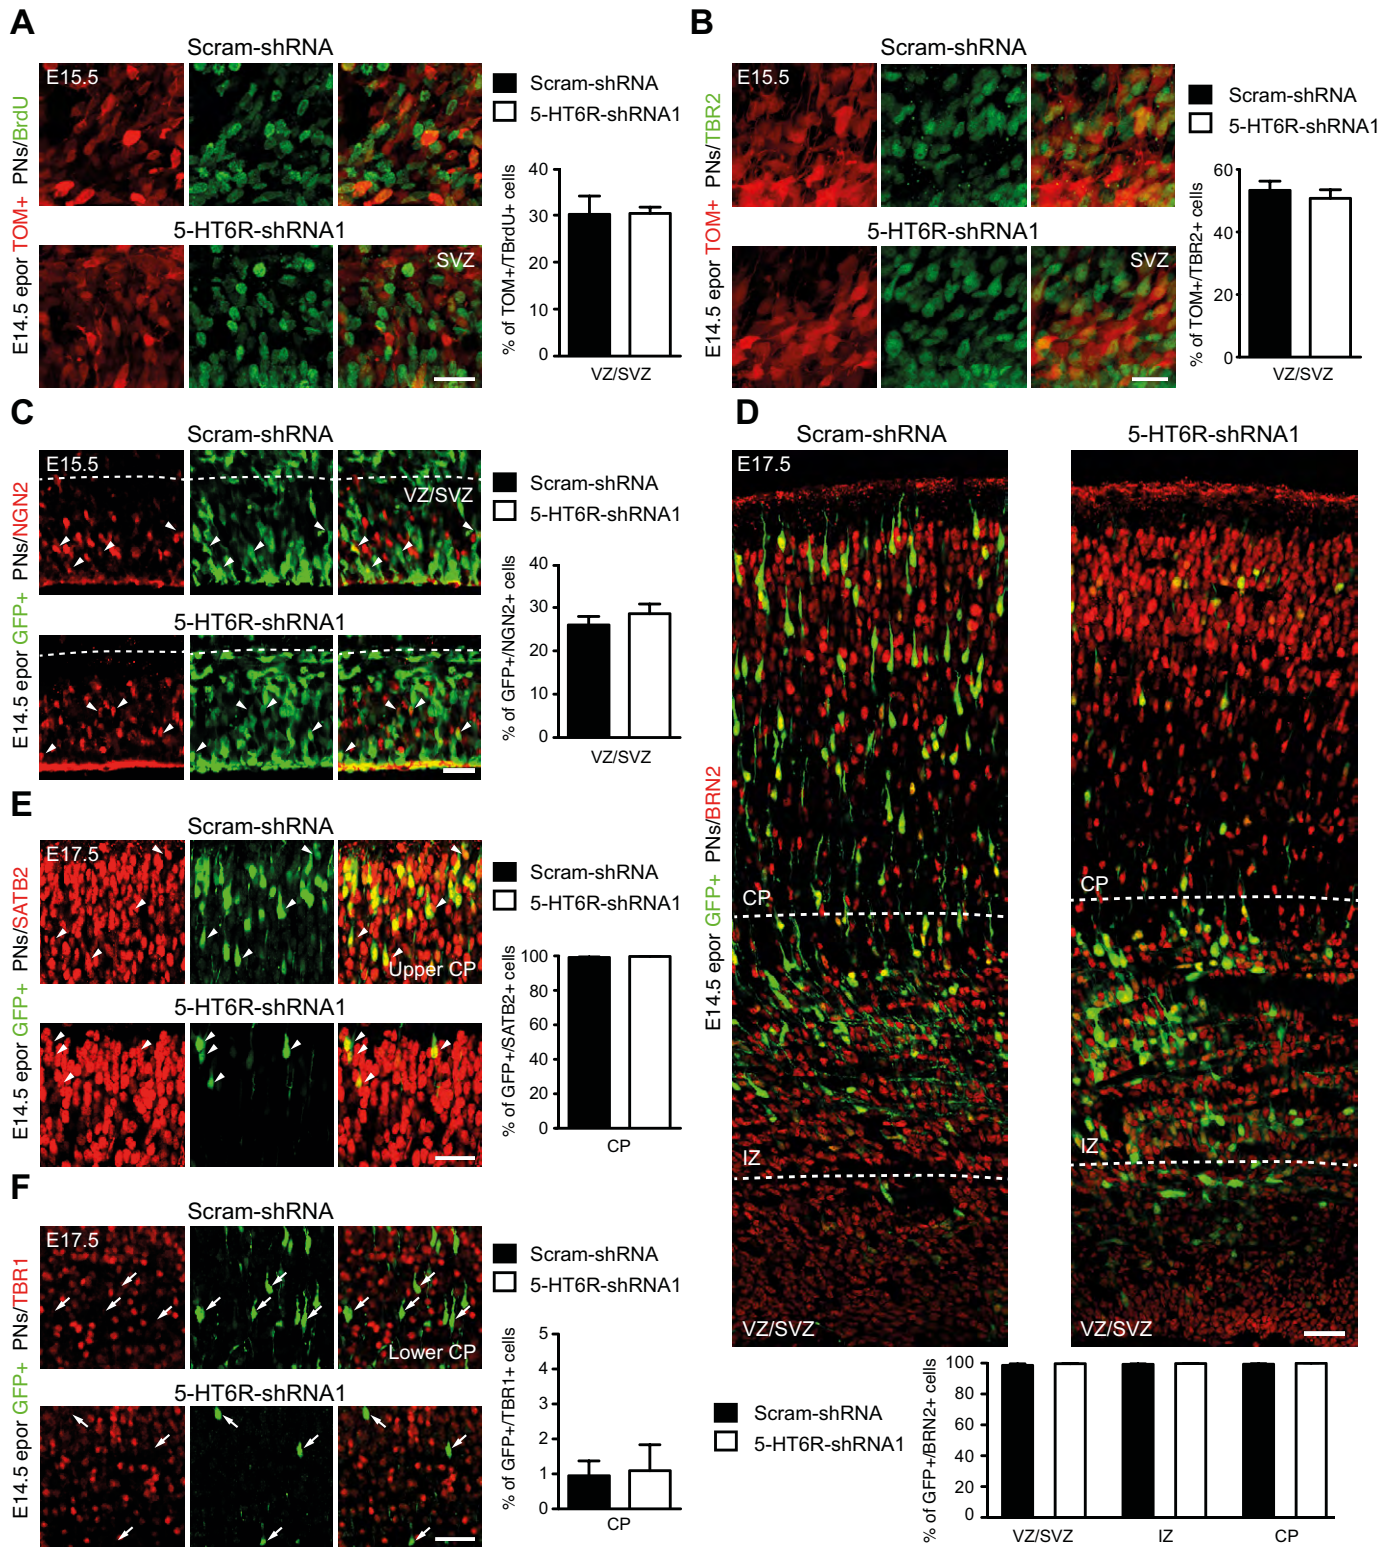 A
Scram-shRNA
E14.5 epor TOM+ PNs/BrdU
E15.5
5-HT6R-shRNA1
SVZ
Scram-shRNA
5-HT6R-shRNA1
% of TOM+/TBrdU+ cells
40
30
20
10
0
VZ/SVZ
B
Scram-shRNA
E14.5 epor TOM+ PNs/TBR2
E15.5
5-HT6R-shRNA1
SVZ
Scram-shRNA
5-HT6R-shRNA1
% of TOM+/TBR2+ cells
60
40
20
0
VZ/SVZ
C
Scram-shRNA
E14.5 epor GFP+ PNs/NGN2
E15.5
VZ/SVZ
5-HT6R-shRNA1
Scram-shRNA
5-HT6R-shRNA1
% of GFP+/NGN2+ cells
40
30
20
10
0
VZ/SVZ
D
Scram-shRNA
5-HT6R-shRNA1
E14.5 epor GFP+ PNs/BRN2
E17.5
CP
CP
IZ
IZ
VZ/SVZ
VZ/SVZ
Scram-shRNA
5-HT6R-shRNA1
% of GFP+/BRN2+ cells
100
80
60
40
20
0
VZ/SVZ
IZ
CP
E
Scram-shRNA
E14.5 epor GFP+ PNs/SATB2
E17.5
Upper CP
5-HT6R-shRNA1
Scram-shRNA
5-HT6R-shRNA1
% of GFP+/SATB2+ cells
100
80
60
40
20
0
CP
F
Scram-shRNA
E14.5 epor GFP+ PNs/TBR1
E17.5
Lower CP
5-HT6R-shRNA1
Scram-shRNA
5-HT6R-shRNA1
% of GFP+/TBR1+ cells
5
4
3
2
1
0
CP